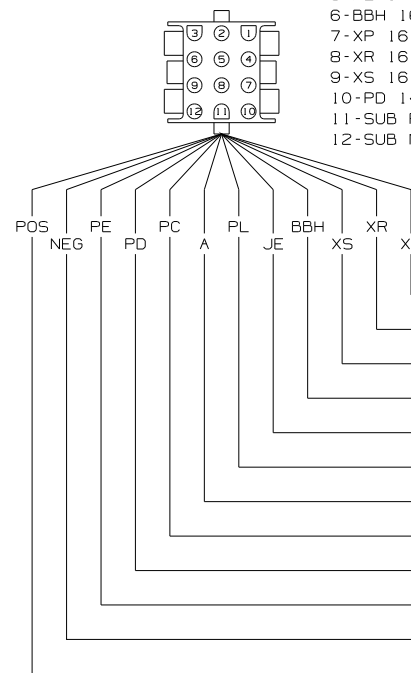 6-BBH 16
7-XP 16
8-XR 16
9-XS 16
10-PD 14
11-SUB
12-SUB
3 2 1
6 5 4
9 8 7
12 11 10
POS PE PC PL BBH XR
NEG PD A JE XS